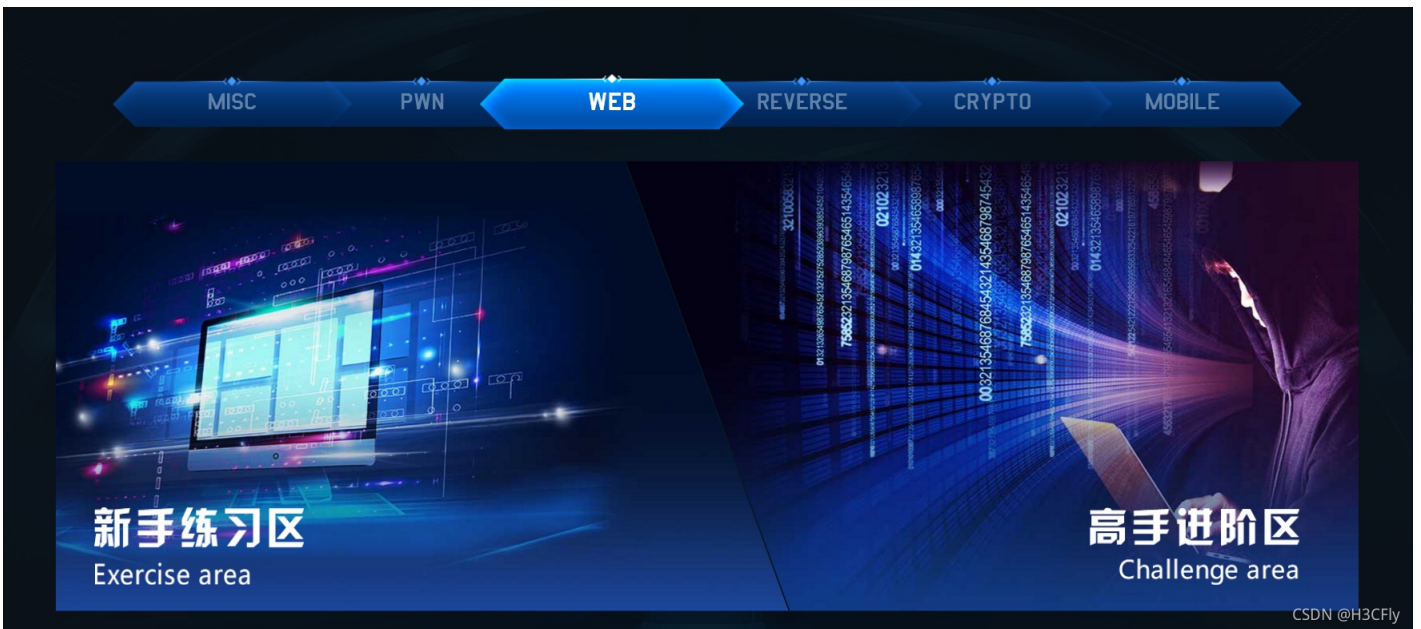 MISC
PWN
WEB
REVERSE
CRYPTO
MOBILE
新手练习区
Exercise area
高手进阶区
Challenge area
CSDN @H3CFly